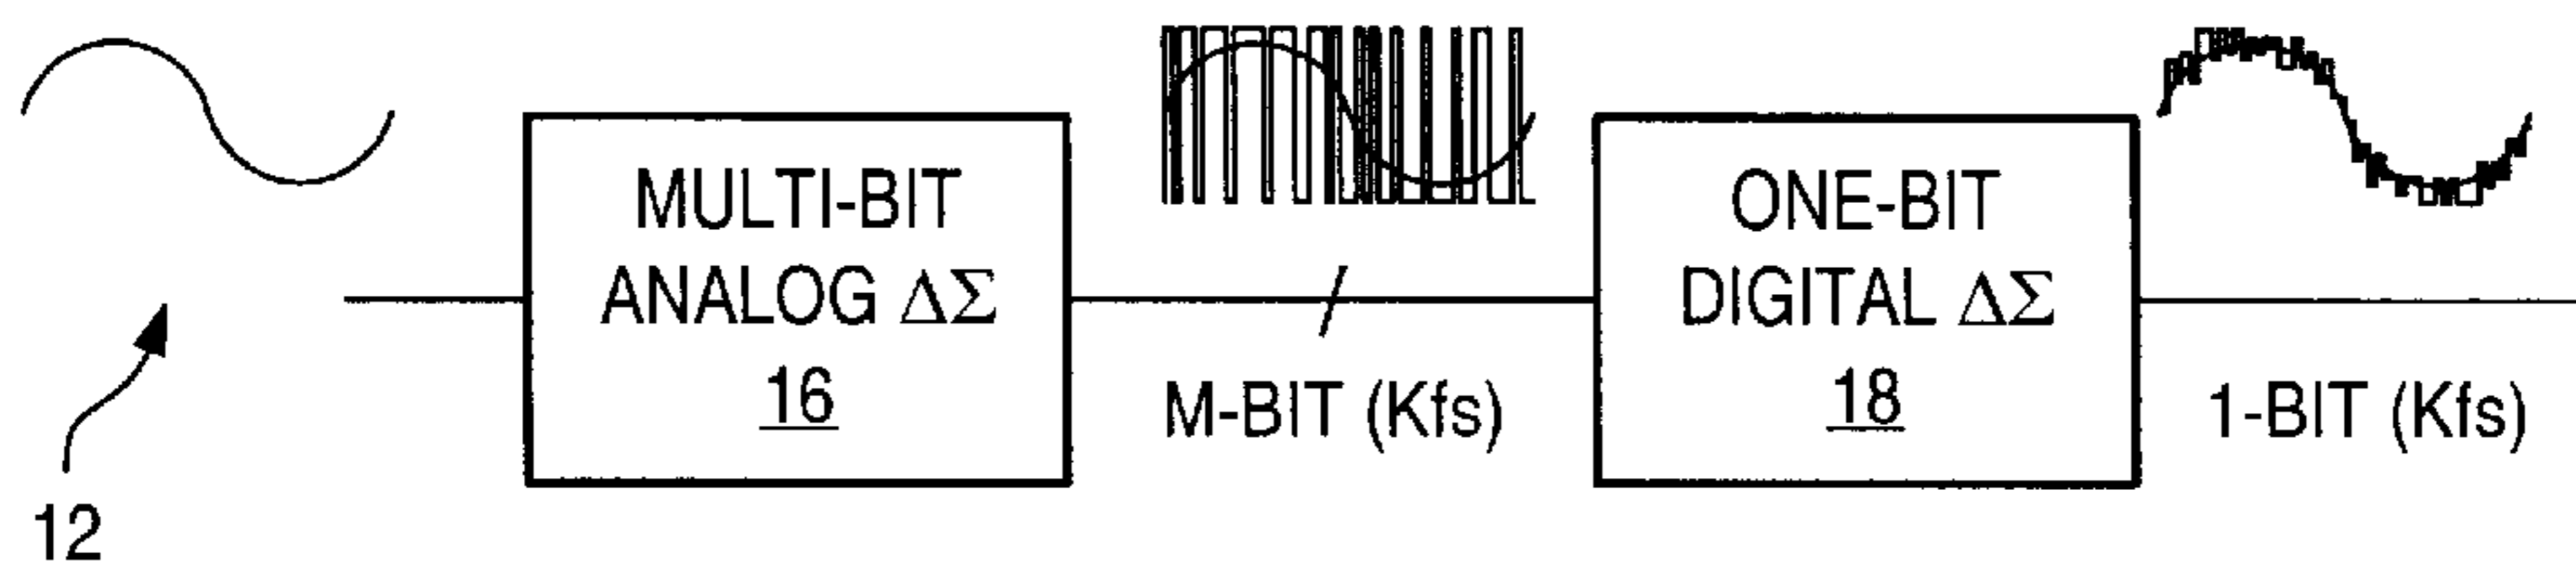 MULTI-BIT
ANALOG ΔΣ
16
M-BIT (Kfs)
ONE-BIT
DIGITAL ΔΣ
18
1-BIT (Kfs)
12